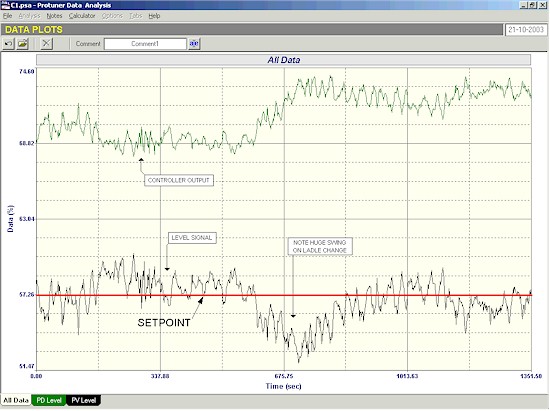 C1.psa - Protuner Data Analysis
File Analysis Notes Calculator Options Tabs Help
DATA PLOTS
21-10-2003
Comment
Comment1
All Data
74.60
68.82
63.04
57.26
51.47
Data (%)
CONTROLLER OUTPUT
LEVEL SIGNAL
NOTE HUGE SWING
ON LADLE CHANGE
SETPOINT
0.00
337.88
675.75
1013.63
1351.50
Time (sec)
All Data
PD Level
PV Level